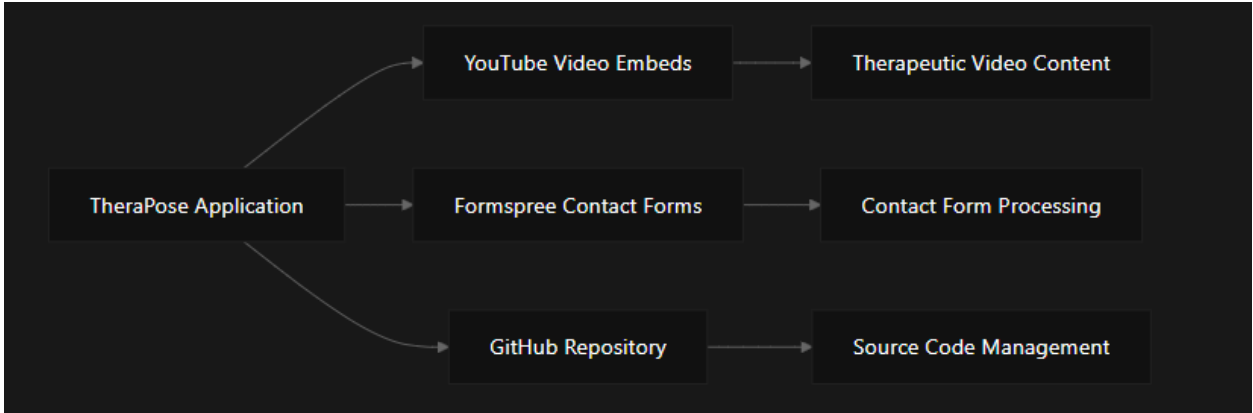 YouTube Video Embeds
Therapeutic Video Content
TheraPose Application
Formspree Contact Forms
Contact Form Processing
GitHub Repository
Source Code Management